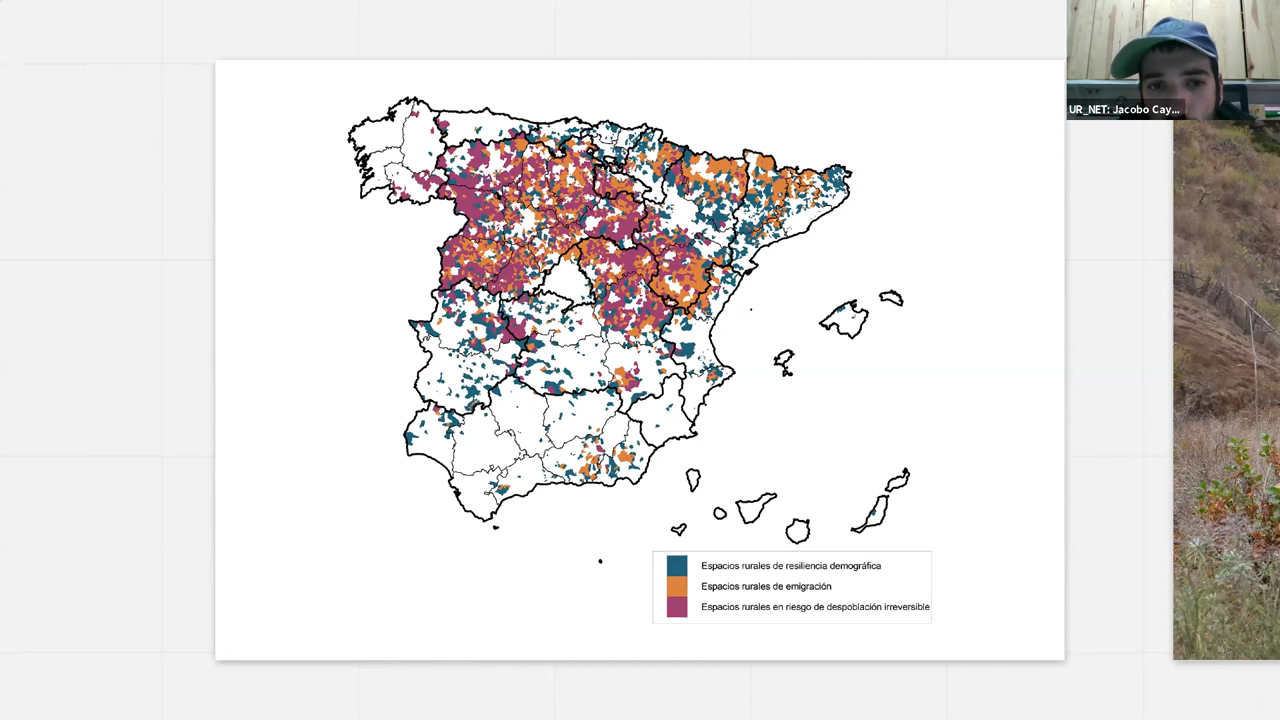 UR_NET: Jacobo Cay...
Espacios rurales de resiliencia demográfica
Espacios rurales de emigración
Espacios rurales en riesgo de despoblación irreversible